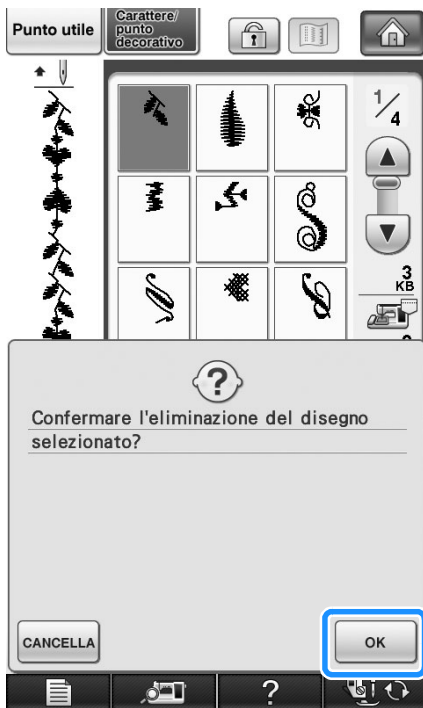 Punto utile
Carattere/
punto
decorativo
1/4
3
KB
Confermare l'eliminazione del disegno
selezionato?
CANCELLA
OK
?